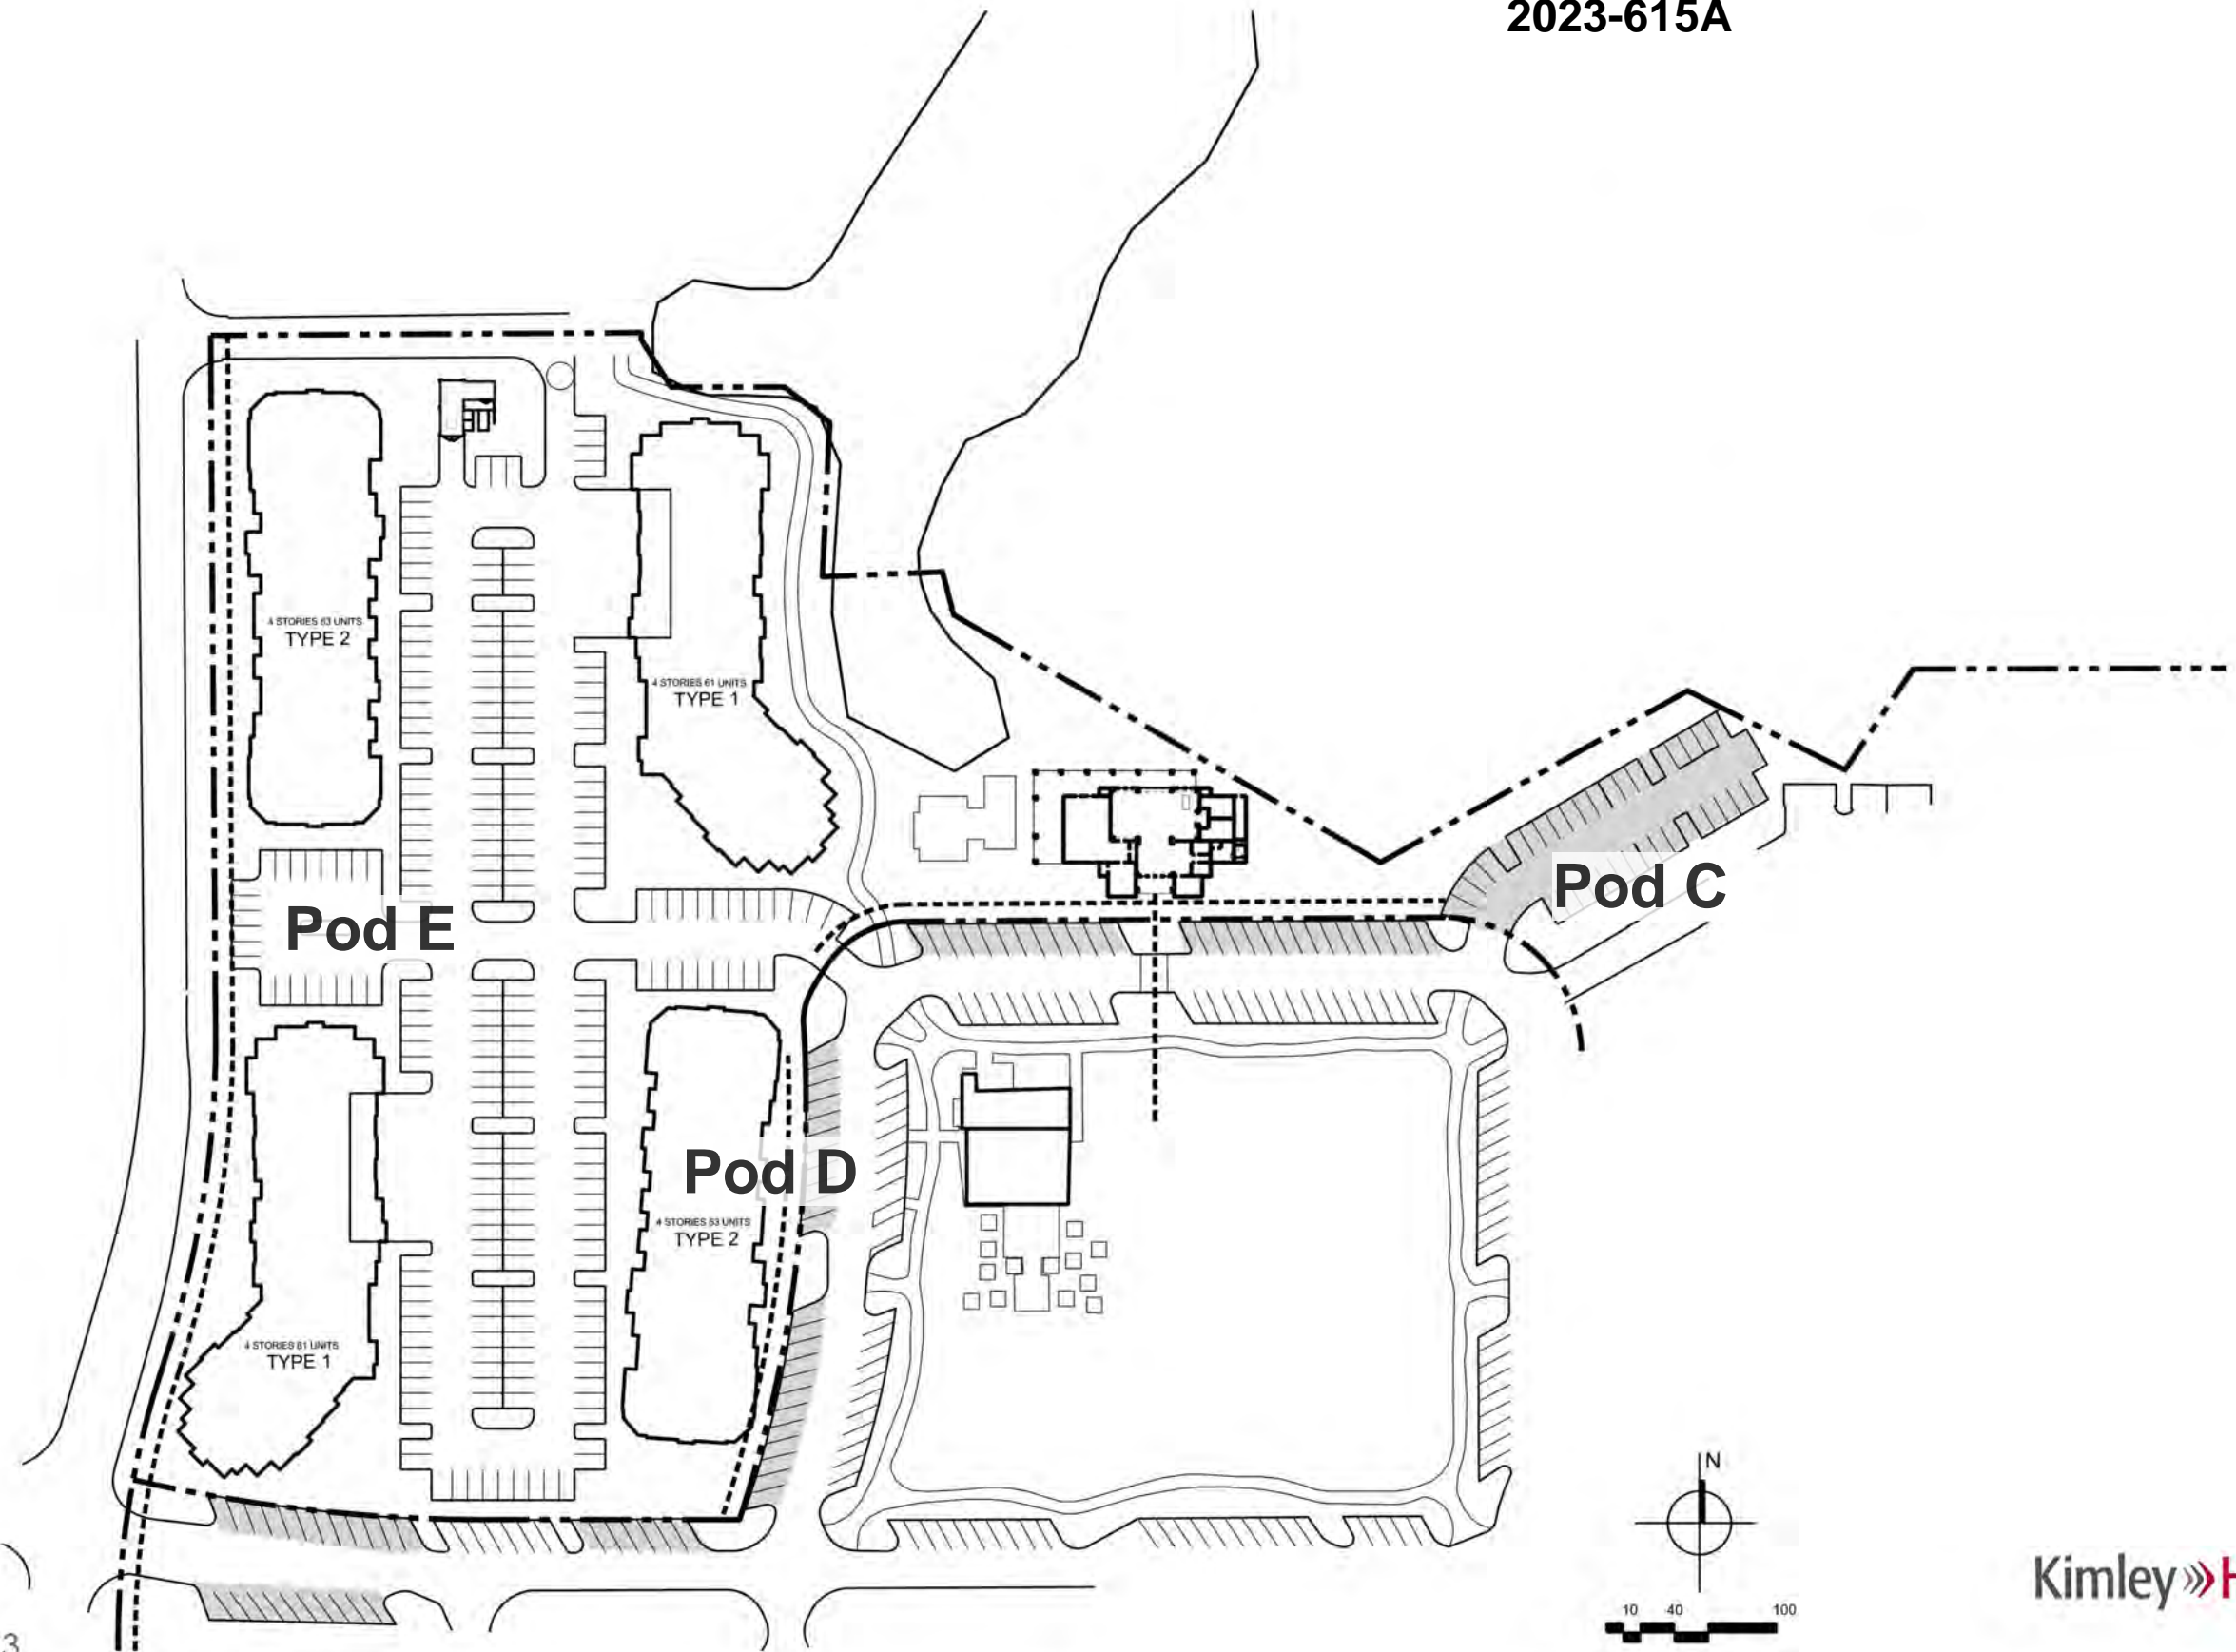 2023-615A
4 STORIES 63 UNITS
TYPE 2
4 STORIES 61 UNITS
TYPE 1
Pod C
Pod E
Pod D
4 STORIES 63 UNITS
TYPE 2
4 STORIES 61 UNITS
TYPE 1
N
Kimley»H
10 40 100
3